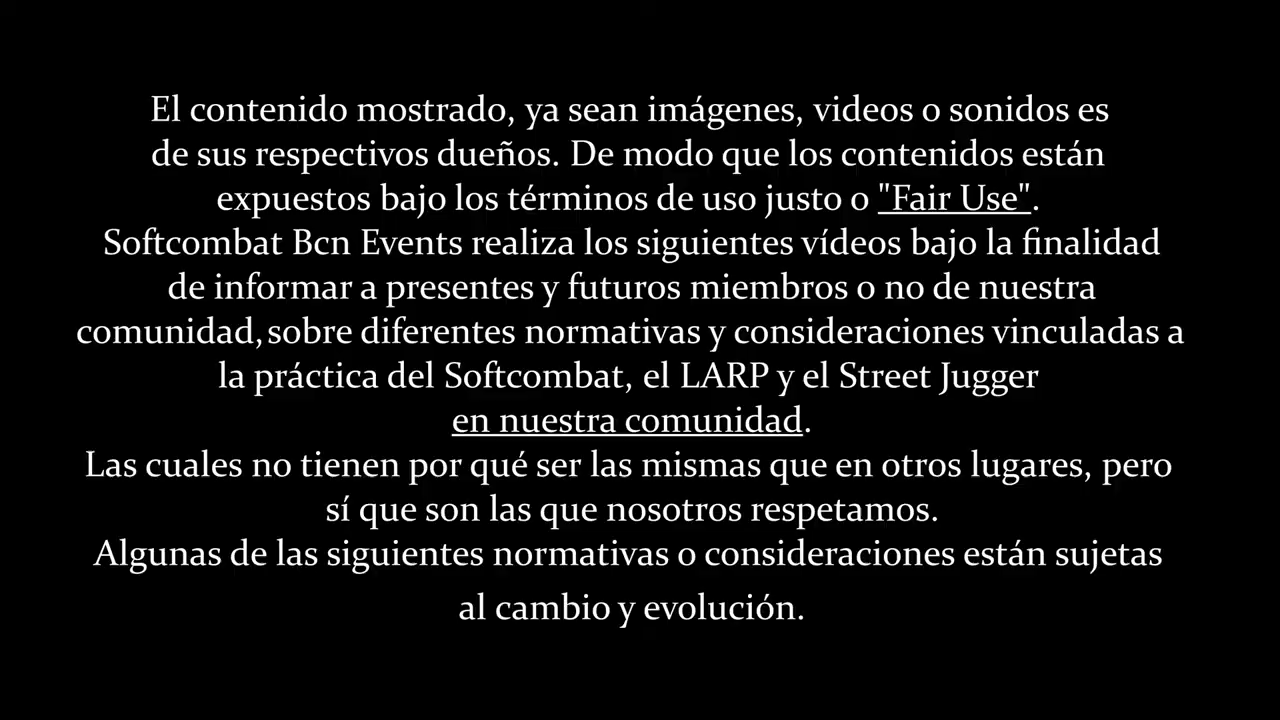 El contenido mostrado, ya sean imágenes, videos o sonidos es
de sus respectivos dueños. De modo que los contenidos están
expuestos bajo los términos de uso justo o "Fair Use".
Softcombat Bcn Events realiza los siguientes vídeos bajo la finalidad
de informar a presentes y futuros miembros o no de nuestra
comunidad, sobre diferentes normativas y consideraciones vinculadas a
la práctica del Softcombat, el LARP y el Street Jugger
en nuestra comunidad.
Las cuales no tienen por qué ser las mismas que en otros lugares, pero
sí que son las que nosotros respetamos.
Algunas de las siguientes normativas o consideraciones están sujetas
al cambio y evolución.